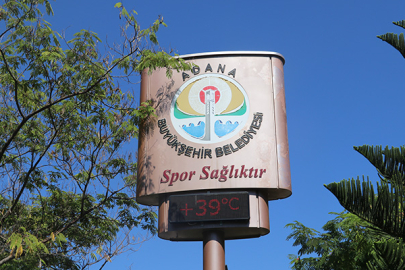 ADANA
BÜYÜKŞEHİR BELEDİYESİ
Spor Sağlıktır
+39°C